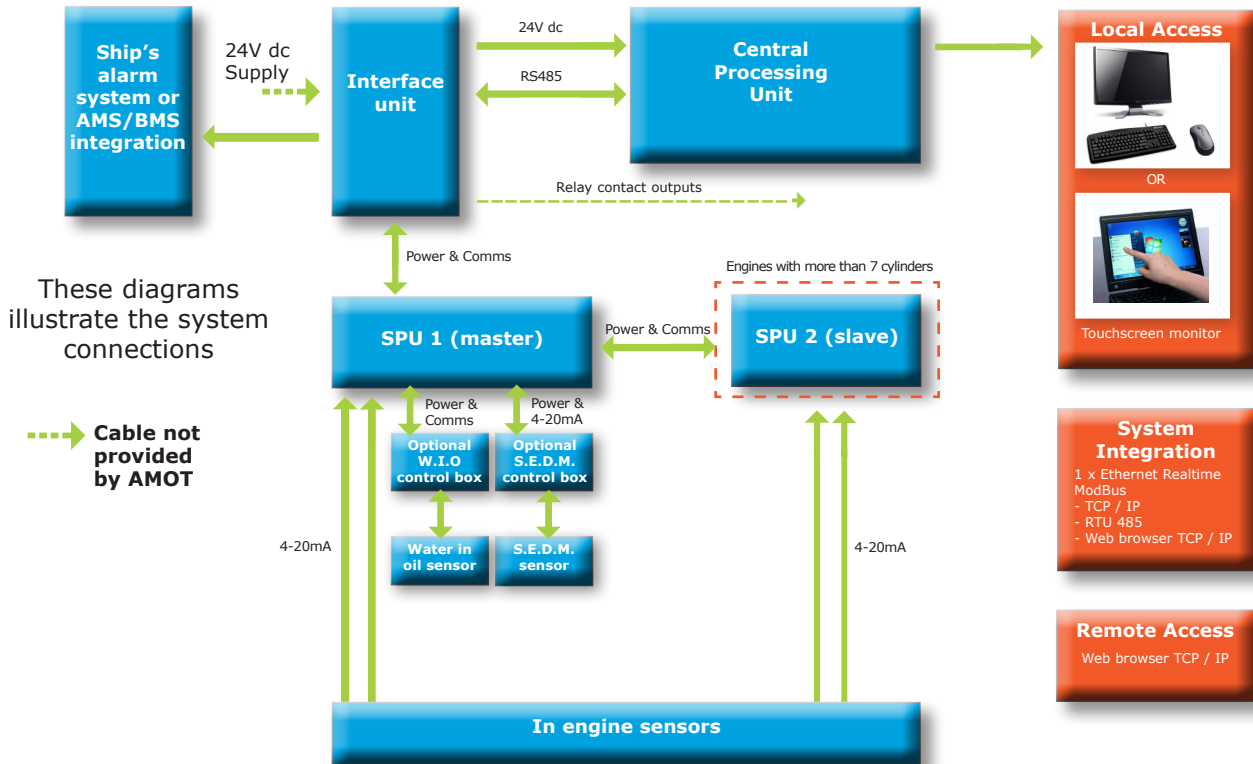 Ship's
alarm
system or
AMS/BMS
integration
24V dc
Supply
Interface
unit
24V dc
RS485
Central
Processing
Unit
Relay contact outputs
Local Access
OR
Touchscreen monitor
Power & Comms
These diagrams
illustrate the system
connections
Cable not
provided
by AMOT
SPU 1 (master)
Power & Comms
Engines with more than 7 cylinders
SPU 2 (slave)
Power &
Comms
Power &
4-20mA
Optional
W.I.O
control box
Optional
S.E.D.M.
control box
Water in
oil sensor
S.E.D.M.
sensor
4-20mA
4-20mA
System
Integration
1 x Ethernet Realtime
ModBus
- TCP / IP
- RTU 485
- Web browser TCP / IP
Remote Access
Web browser TCP / IP
In engine sensors